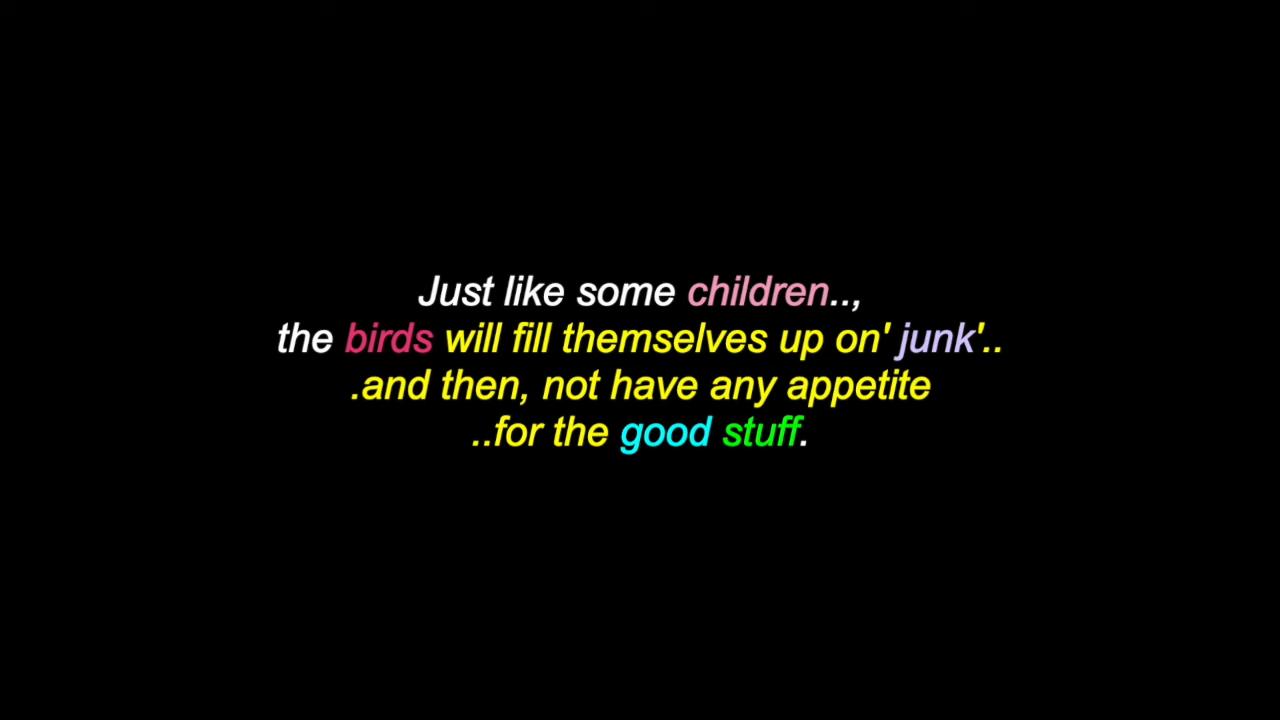 Just like some children..,
the birds will fill themselves up on' junk'..
.and then, not have any appetite
..for the good stuff.